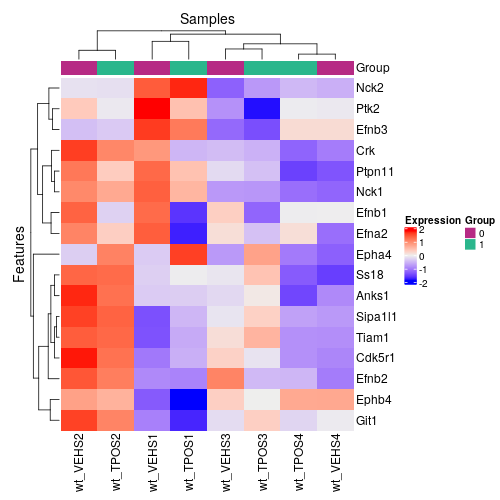 Samples
Group
Nck2
Ptk2
Efnb3
Crk
Ptpn11
Nck1
Efnb1
Efna2
Epha4
Ss18
Anks1
Sipa1l1
Tiam1
Cdk5r1
Efnb2
Ephb4
Git1
Features
wt_VEHS2
wt_TPOS2
wt_VEHS1
wt_TPOS1
wt_VEHS3
wt_TPOS3
wt_TPOS4
wt_VEHS4
Expression
2
1
0
-1
-2
Group
0
1